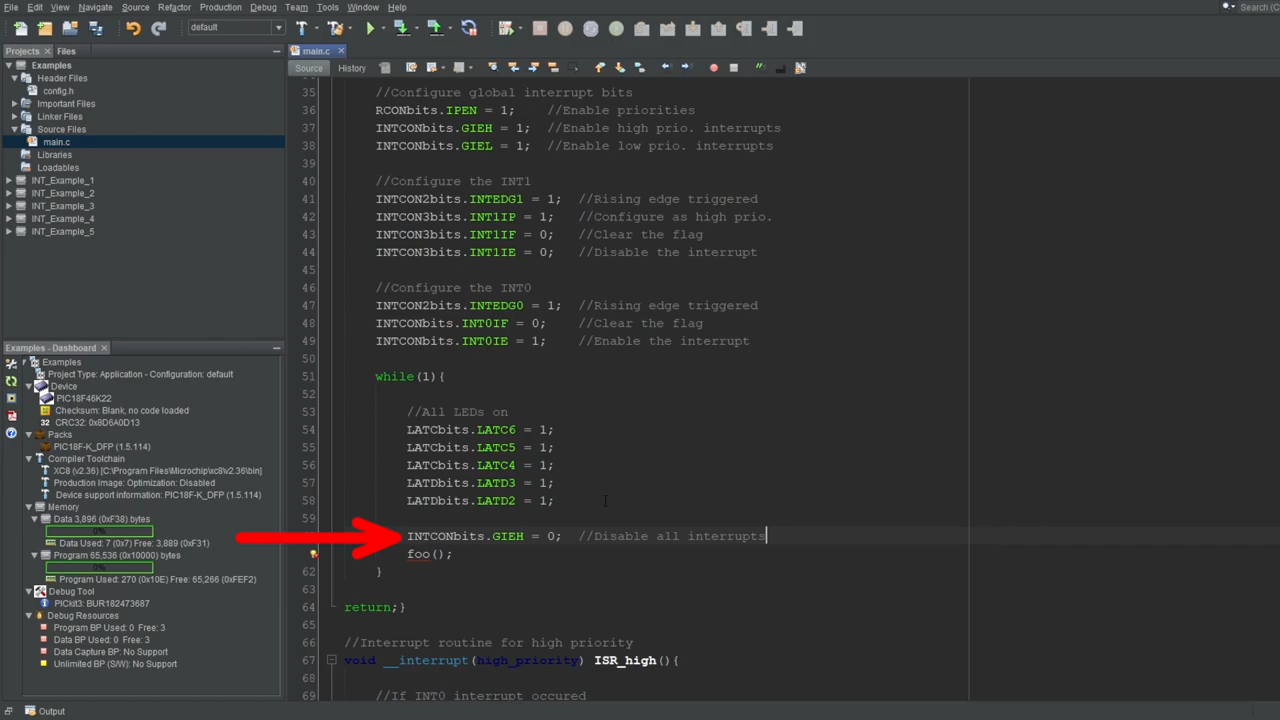 File Edit View Navigate Source Refactor Production Debug Team Tools Window Help
Search (C
default
Projects Files
Examples
Header Files
config.h
Important Files
Linker Files
Source Files
main.c
Libraries
Loadables
INT_Example_1
INT_Example_2
INT_Example_3
INT_Example_4
INT_Example_5
Examples - Dashboard
Examples
Project Type: Application - Configuration: default
Device
PIC18F46K22
Checksum: Blank, no code loaded
32 CRC32: 0x8D6A0D13
Packs
PIC18F-K_DFP (1.5.114)
Compiler Toolchain
XC8 (v2.36) [C:\Program Files\Microchip\xc8\v2.36\bin]
Production Image: Optimization: Disabled
Device support information: PIC18F-K_DFP (1.5.114)
Memory
Data 3,896 (0xF38) bytes
0%
Data Used: 7 (0x7) Free: 3,889 (0xF31)
Program 65,536 (0x10000) bytes
0%
Program Used: 270 (0x10E) Free: 65,266 (0xFEF2)
Debug Tool
PICkit3: BUR182473687
Debug Resources
Program BP Used: 0 Free: 3
Data BP Used: 0 Free: 3
Data Capture BP: No Support
Unlimited BP (S/W): No Support
Output
main.c
Source History
35 //Configure global interrupt bits
36 RCONbits.IPEN = 1; //Enable priorities
37 INTCONbits.GIEH = 1; //Enable high prio. interrupts
38 INTCONbits.GIEL = 1; //Enable low prio. interrupts
39
40 //Configure the INT1
41 INTCON2bits.INTEDG1 = 1; //Rising edge triggered
42 INTCON3bits.INT1IP = 1; //Configure as high prio.
43 INTCON3bits.INT1IF = 0; //Clear the flag
44 INTCON3bits.INT1IE = 0; //Disable the interrupt
45
46 //Configure the INT0
47 INTCON2bits.INTEDG0 = 1; //Rising edge triggered
48 INTCONbits.INT0IF = 0; //Clear the flag
49 INTCONbits.INT0IE = 1; //Enable the interrupt
50
51 while(1){
52
53 //All LEDs on
54 LATCbits.LATC6 = 1;
55 LATCbits.LATC5 = 1;
56 LATCbits.LATC4 = 1;
57 LATDbits.LATD3 = 1;
58 LATDbits.LATD2 = 1;
59
INTCONbits.GIEH = 0; //Disable all interrupts
foo();
62 }
63
64 return;}
65
66 //Interrupt routine for high priority
67 void __interrupt(high_priority) ISR_high(){
68
69 //If INT0 interrupt occured